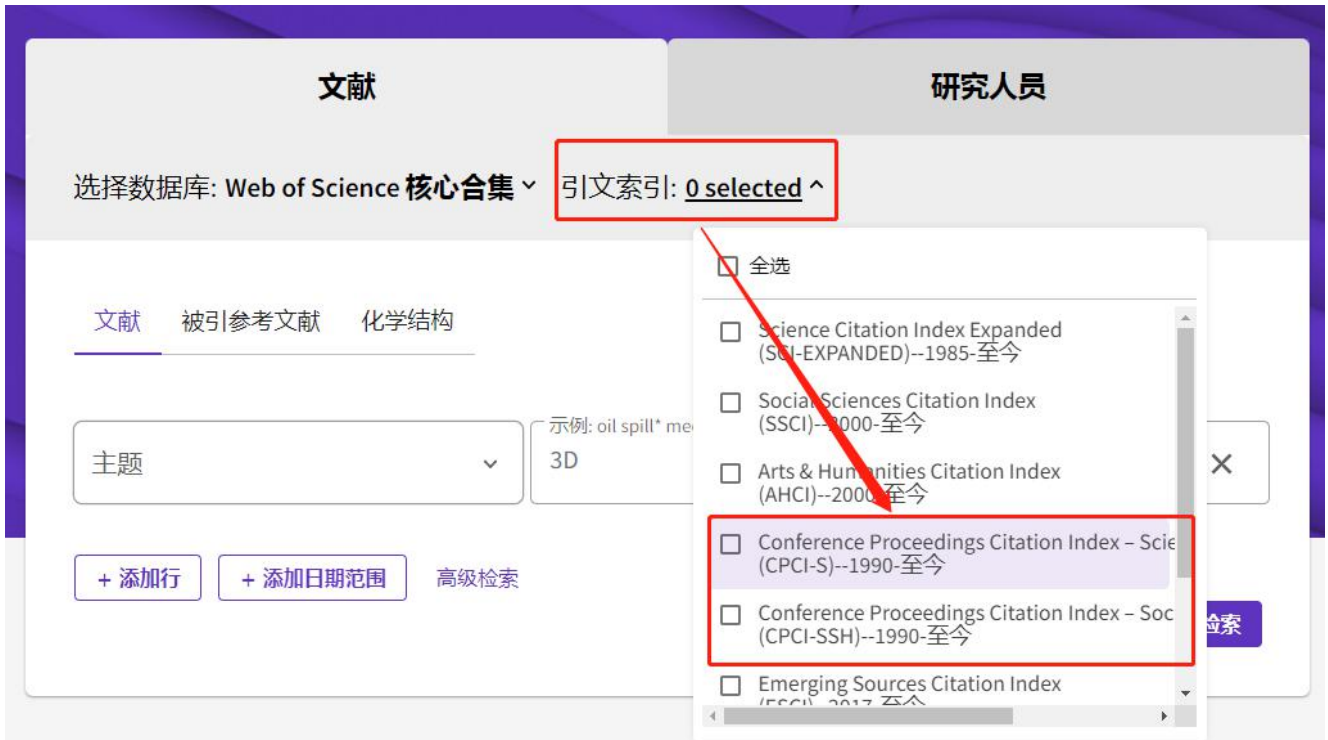 文献
研究人员
选择数据库: Web of Science 核心合集
引文索引: 0 selected
全选
文献 被引参考文献 化学结构
Science Citation Index Expanded
(SCI-EXPANDED)--1985-至今
Social Sciences Citation Index
(SSCI)--2000-至今
Arts & Humanities Citation Index
(AHCI)--2000-至今
Conference Proceedings Citation Index –
(CPCI-S)--1990-至今
Conference Proceedings Citation Index –
(CPCI-SSH)--1990-至今
Emerging Sources Citation Index
主题
示例: oil spill*
3D
+ 添加行
+ 添加日期范围
高级检索
检索